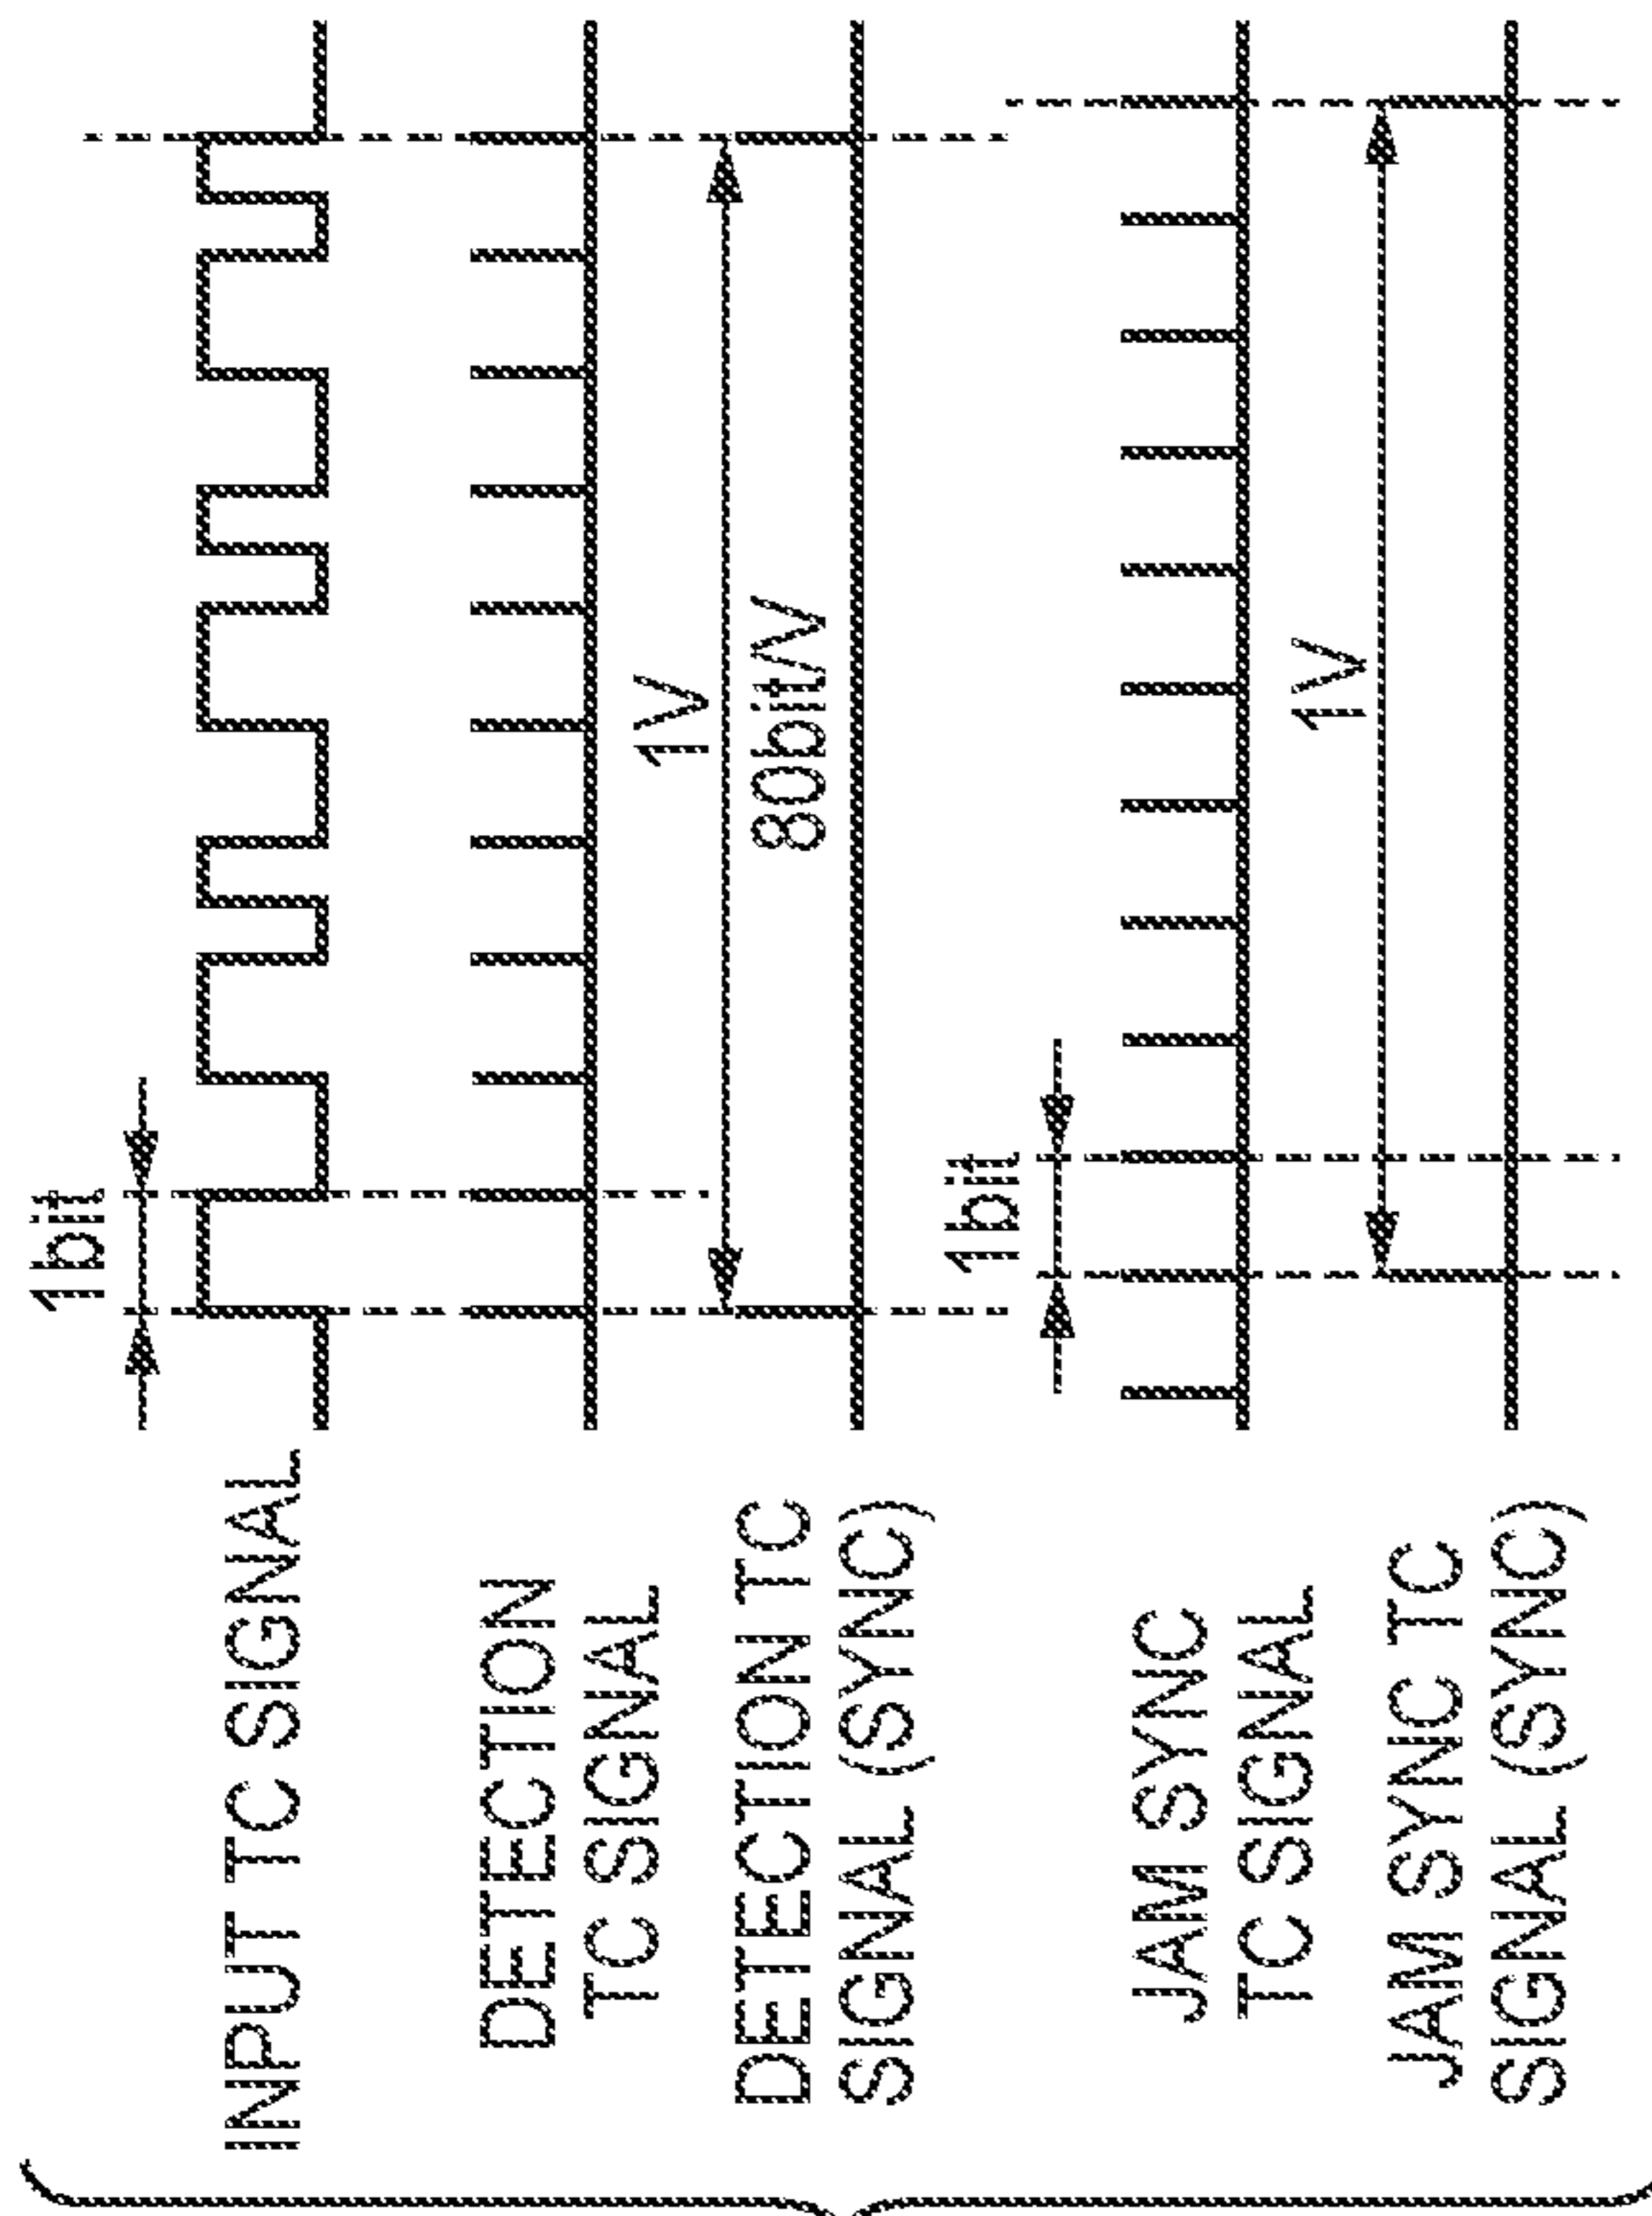 1bit
INPUT TC SIGNAL
DETECTION
TC SIGNAL
1V
80bit/V
DETECTION TC
SIGNAL (SYNC)
1bit
JAM SYNC
TC SIGNAL
1V
JAM SYNC TC
SIGNAL (SYNC)